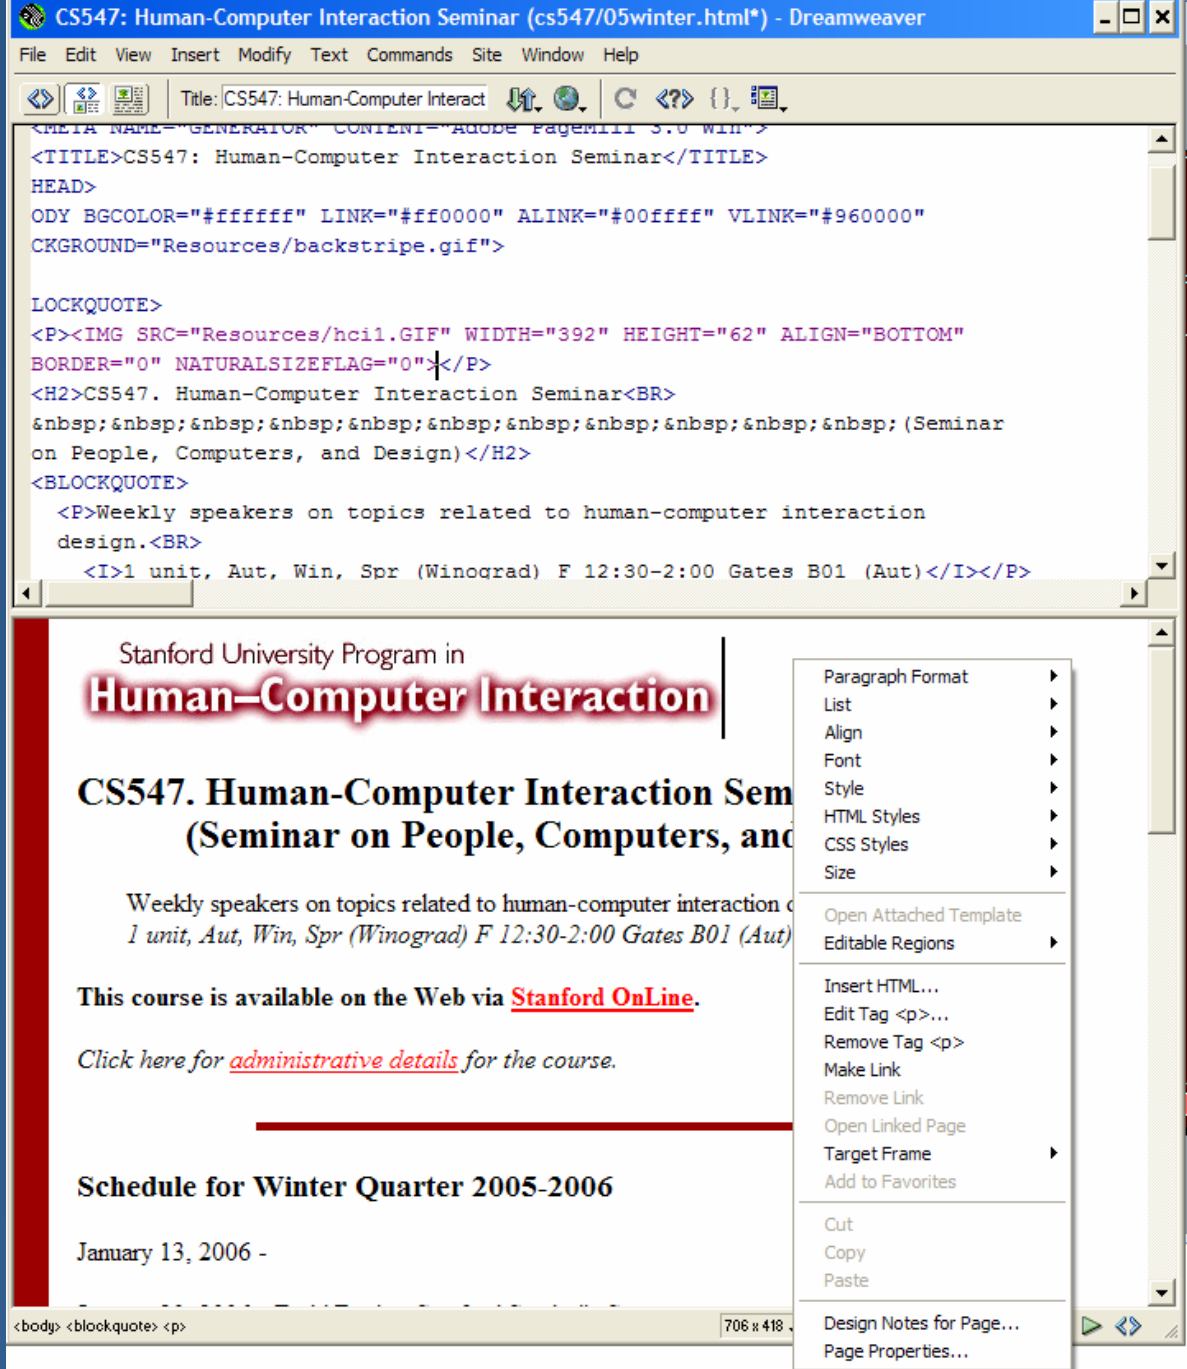 CS547: Human-Computer Interaction Seminar (cs547/05winter.html*) - Dreamweaver
File Edit View Insert Modify Text Commands Site Window Help
Title: CS547: Human-Computer Interact
<META NAME="GENERATOR" CONTENT="Adobe PageMill 3.0 Win">
<TITLE>CS547: Human-Computer Interaction Seminar</TITLE>
HEAD>
ODY BGCOLOR="#ffffff" LINK="#ff0000" ALINK="#00ffff" VLINK="#960000"
CKGROUND="Resources/backstripe.gif">
LOCKQUOTE>
<P><IMG SRC="Resources/hci1.GIF" WIDTH="392" HEIGHT="62" ALIGN="BOTTOM"
BORDER="0" NATURALSIZEFLAG="0"></P>
<H2>CS547. Human-Computer Interaction Seminar<BR>
&nbsp;&nbsp;&nbsp;&nbsp;&nbsp;&nbsp;&nbsp;&nbsp;&nbsp;&nbsp;&nbsp;(Seminar
on People, Computers, and Design)</H2>
<BLOCKQUOTE>
<P>Weekly speakers on topics related to human-computer interaction
design.<BR>
<I>1 unit, Aut, Win, Spr (Winograd) F 12:30-2:00 Gates B01 (Aut)</I></P>
Stanford University Program in
Human–Computer Interaction
CS547. Human-Computer Interaction Sem
(Seminar on People, Computers, and
Weekly speakers on topics related to human-computer interaction
1 unit, Aut, Win, Spr (Winograd) F 12:30-2:00 Gates B01 (Aut)
This course is available on the Web via Stanford OnLine.
Click here for administrative details for the course.
Schedule for Winter Quarter 2005-2006
January 13, 2006 -
<body> <blockquote> <p>
706 x 418
Paragraph Format
List
Align
Font
Style
HTML Styles
CSS Styles
Size
Open Attached Template
Editable Regions
Insert HTML...
Edit Tag <p>...
Remove Tag <p>
Make Link
Remove Link
Open Linked Page
Target Frame
Add to Favorites
Cut
Copy
Paste
Design Notes for Page...
Page Properties...